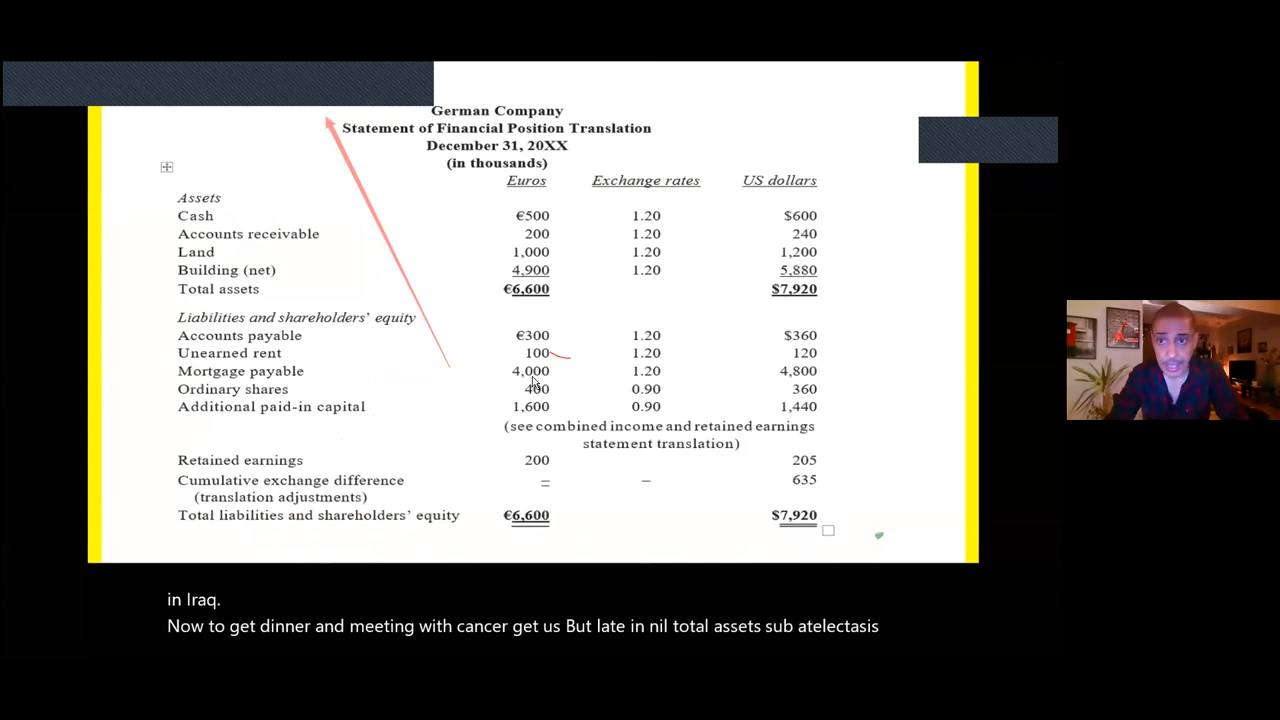 German Company
Statement of Financial Position Translation
December 31, 20XX
(in thousands)
Euros Exchange rates US dollars
Assets
Cash €500 1.20 $600
Accounts receivable 200 1.20 240
Land 1,000 1.20 1,200
Building (net) 4,900 1.20 5,880
Total assets €6,600 $7,920
Liabilities and shareholders' equity
Accounts payable €300 1.20 $360
Unearned rent 100 1.20 120
Mortgage payable 4,000 1.20 4,800
Ordinary shares 400 0.90 360
Additional paid-in capital 1,600 0.90 1,440
(see combined income and retained earnings
statement translation)
Retained earnings 200 205
Cumulative exchange difference – – 635
(translation adjustments)
Total liabilities and shareholders' equity €6,600 $7,920
in Iraq.
Now to get dinner and meeting with cancer get us But late in nil total assets sub atelectasis